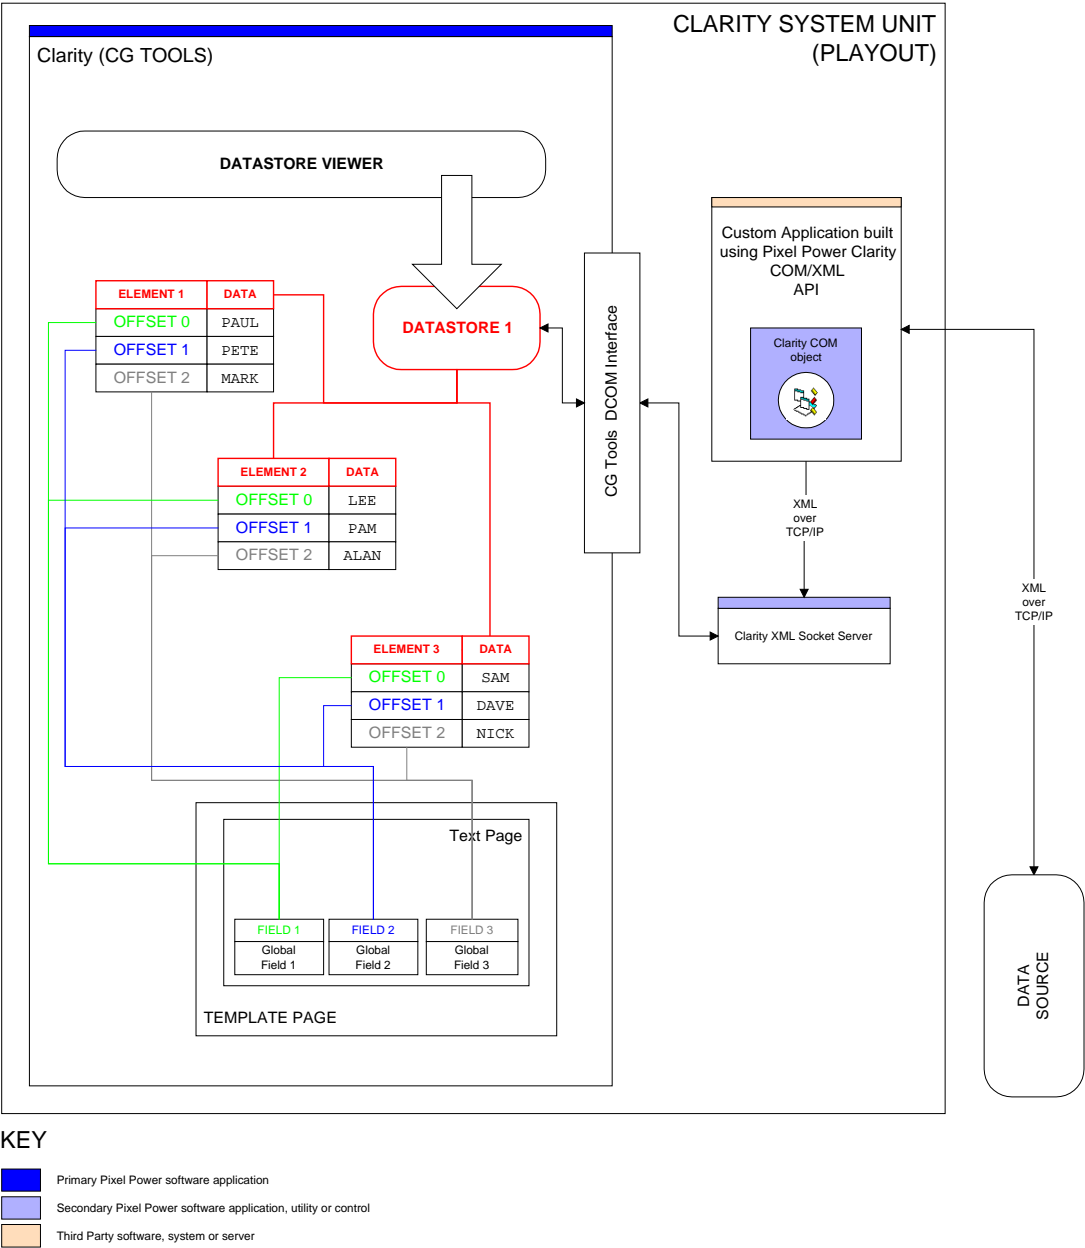 CLARITY SYSTEM UNIT
(PLAYOUT)
Clarity (CG TOOLS)
DATASTORE VIEWER
DATASTORE 1
ELEMENT 1 DATA
OFFSET 0 PAUL
OFFSET 1 PETE
OFFSET 2 MARK
ELEMENT 2 DATA
OFFSET 0 LEE
OFFSET 1 PAM
OFFSET 2 ALAN
ELEMENT 3 DATA
OFFSET 0 SAM
OFFSET 1 DAVE
OFFSET 2 NICK
CG Tools DCOM Interface
Custom Application built
using Pixel Power Clarity
COM/XML
API
Clarity COM
object
XML
over
TCP/IP
Clarity XML Socket Server
XML
over
TCP/IP
DATA
SOURCE
Text Page
FIELD 1
Global
Field 1
FIELD 2
Global
Field 2
FIELD 3
Global
Field 3
TEMPLATE PAGE
KEY
Primary Pixel Power software application
Secondary Pixel Power software application, utility or control
Third Party software, system or server